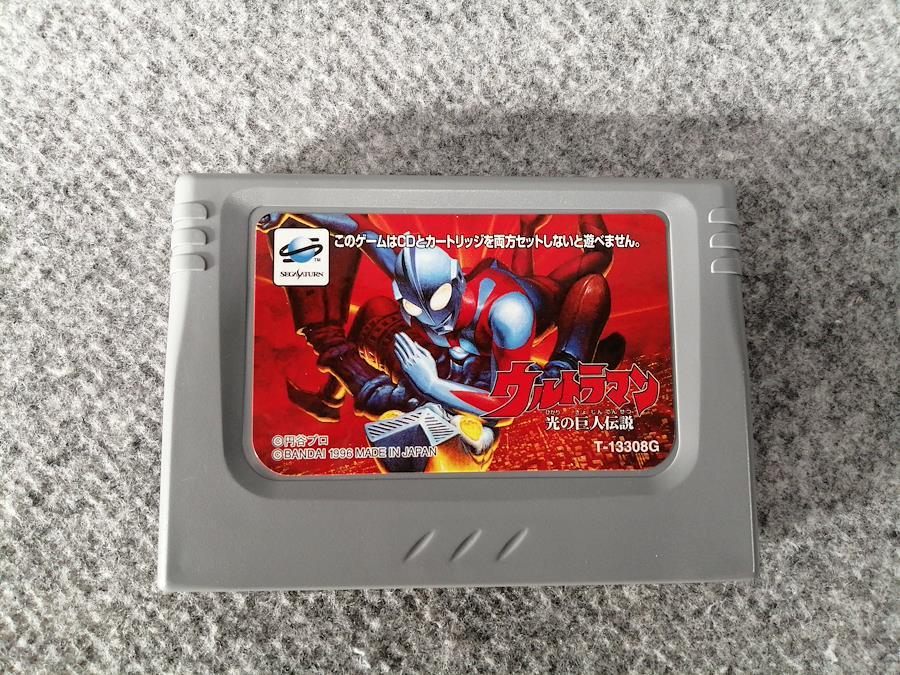 このゲームはCDとカートリッジを両方セットしないと遊べません。
SEGA SATURN
TM
ウルトラマン
ひかり きょ じん でん せつ
光の巨人伝説
©円谷プロ
©BANDAI 1996 MADE IN JAPAN
T-13308G